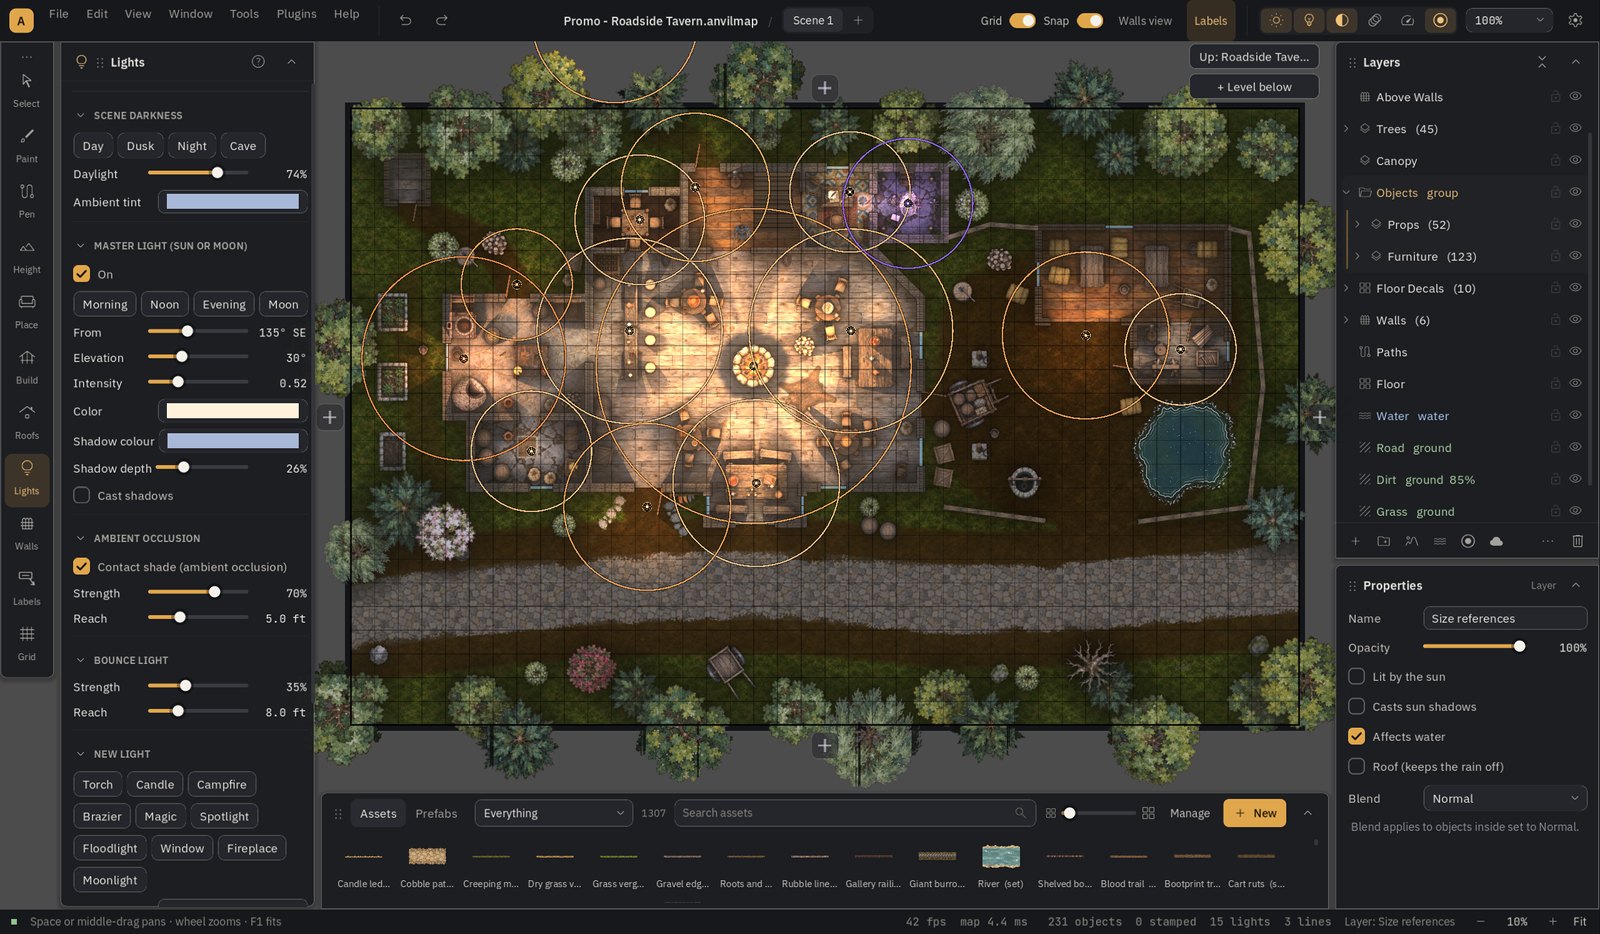 A File Edit View Window Tools Plugins Help
Promo - Roadside Tavern.anvilmap / Scene 1 +
Grid Snap Walls view Labels 100%
Select
Paint
Pen
Height
Place
Build
Roofs
Lights
Walls
Labels
Grid
Lights ?
SCENE DARKNESS
Day Dusk Night Cave
Daylight 74%
Ambient tint
MASTER LIGHT (SUN OR MOON)
On
Morning Noon Evening Moon
From 135° SE
Elevation 30°
Intensity 0.52
Color
Shadow colour
Shadow depth 26%
Cast shadows
AMBIENT OCCLUSION
Contact shade (ambient occlusion)
Strength 70%
Reach 5.0 ft
BOUNCE LIGHT
Strength 35%
Reach 8.0 ft
NEW LIGHT
Torch Candle Campfire
Brazier Magic Spotlight
Floodlight Window Fireplace
Moonlight
Up: Roadside Tave...
+ Level below
Layers
Above Walls
Trees (45)
Canopy
Objects group
Props (52)
Furniture (123)
Floor Decals (10)
Walls (6)
Paths
Floor
Water water
Road ground
Dirt ground 85%
Grass ground
Properties Layer
Name Size references
Opacity 100%
Lit by the sun
Casts sun shadows
Affects water
Roof (keeps the rain off)
Blend Normal
Blend applies to objects inside set to Normal.
Assets Prefabs Everything 1307 Search assets Manage + New
Candle led... Cobble pat... Creeping m... Dry grass v... Grass verg... Gravel edg... Roots and ... Rubble line... Gallery raili... Giant burro... River (set) Shelved bo... Blood trail ... Bootprint tr... Cart ruts (s...
Space or middle-drag pans · wheel zooms · F1 fits
42 fps map 4.4 ms 231 objects 0 stamped 15 lights 3 lines Layer: Size references − 10% + Fit